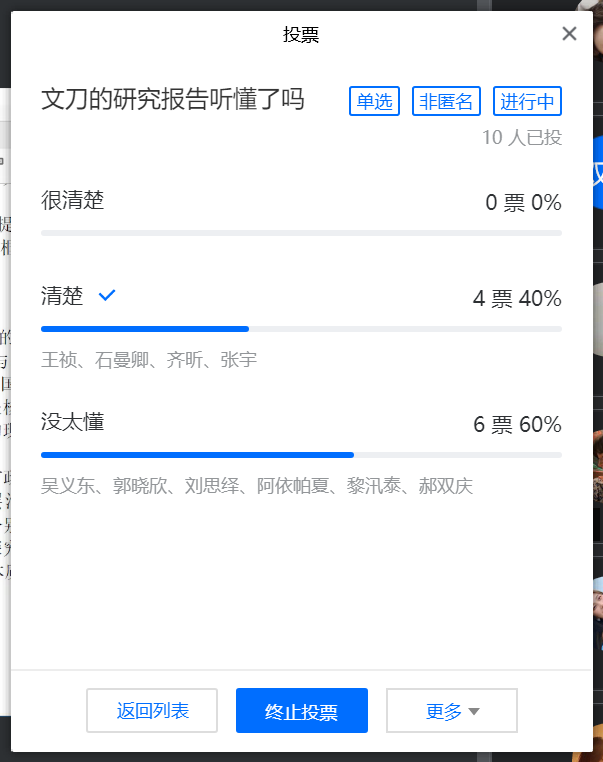 投票
文刀的研究报告听懂了吗 单选 非匿名 进行中
10 人已投
很清楚 0 票 0%
清楚 4 票 40%
王祯、石曼卿、齐昕、张宇
没太懂 6 票 60%
吴义东、郭晓欣、刘思绎、阿依帕夏、黎汛泰、郝双庆
返回列表 终止投票 更多